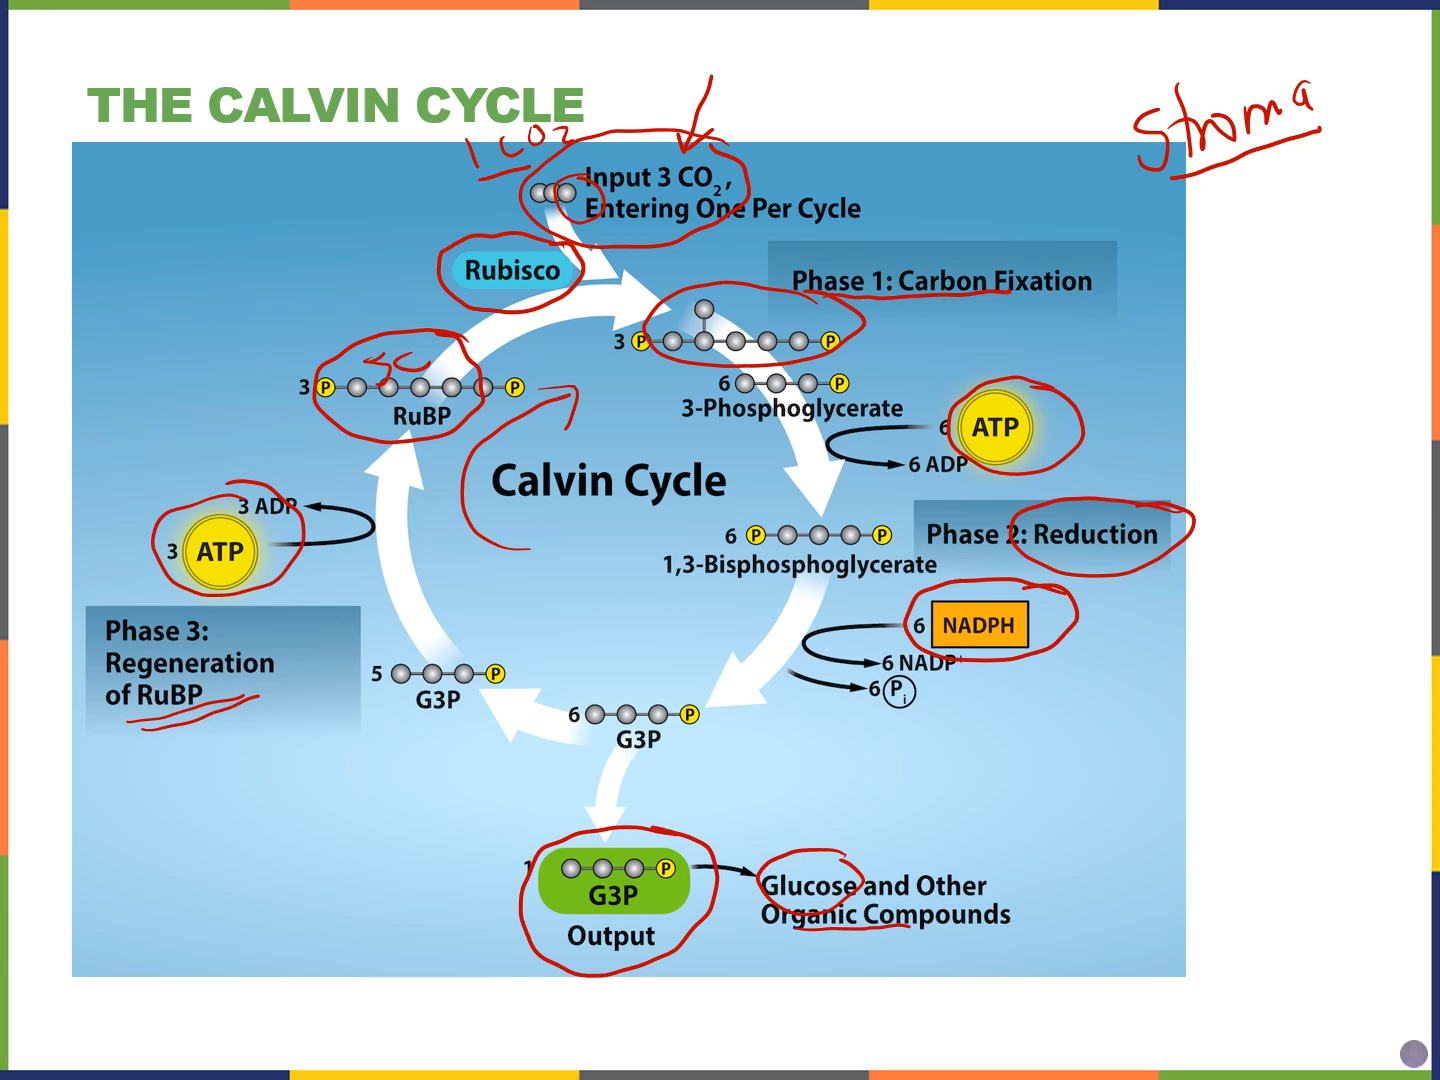 THE CALVIN CYCLE
Stroma
1 CO2
Input 3 CO2,
Entering One Per Cycle
Rubisco
Phase 1: Carbon Fixation
3 P P
5C
3 P P
RuBP
6 P
3-Phosphoglycerate
6 ATP
6 ADP
Calvin Cycle
3 ADP
3 ATP
6 P P
1,3-Bisphosphoglycerate
Phase 2: Reduction
6 NADPH
6 NADP+
6 Pi
Phase 3:
Regeneration
of RuBP
5 P
G3P
6 P
G3P
1 P
G3P
Output
Glucose and Other
Organic Compounds